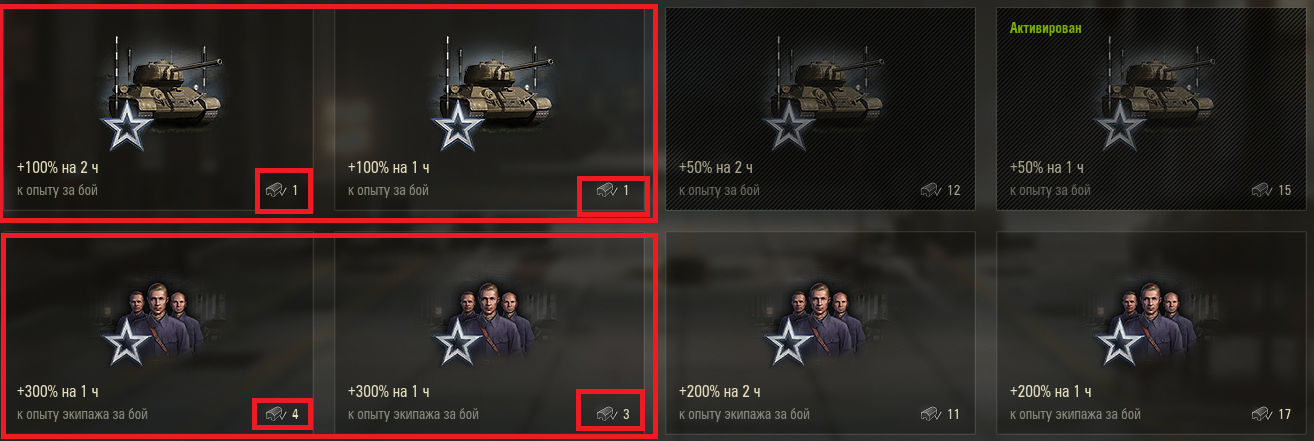 Активирован
+100% на 2 ч
к опыту за бой
1
+100% на 1 ч
к опыту за бой
1
+50% на 2 ч
к опыту за бой
12
+50% на 1 ч
к опыту за бой
15
+300% на 1 ч
к опыту экипажа за бой
4
+300% на 1 ч
к опыту экипажа за бой
3
+200% на 2 ч
к опыту экипажа за бой
11
+200% на 1 ч
к опыту экипажа за бой
17